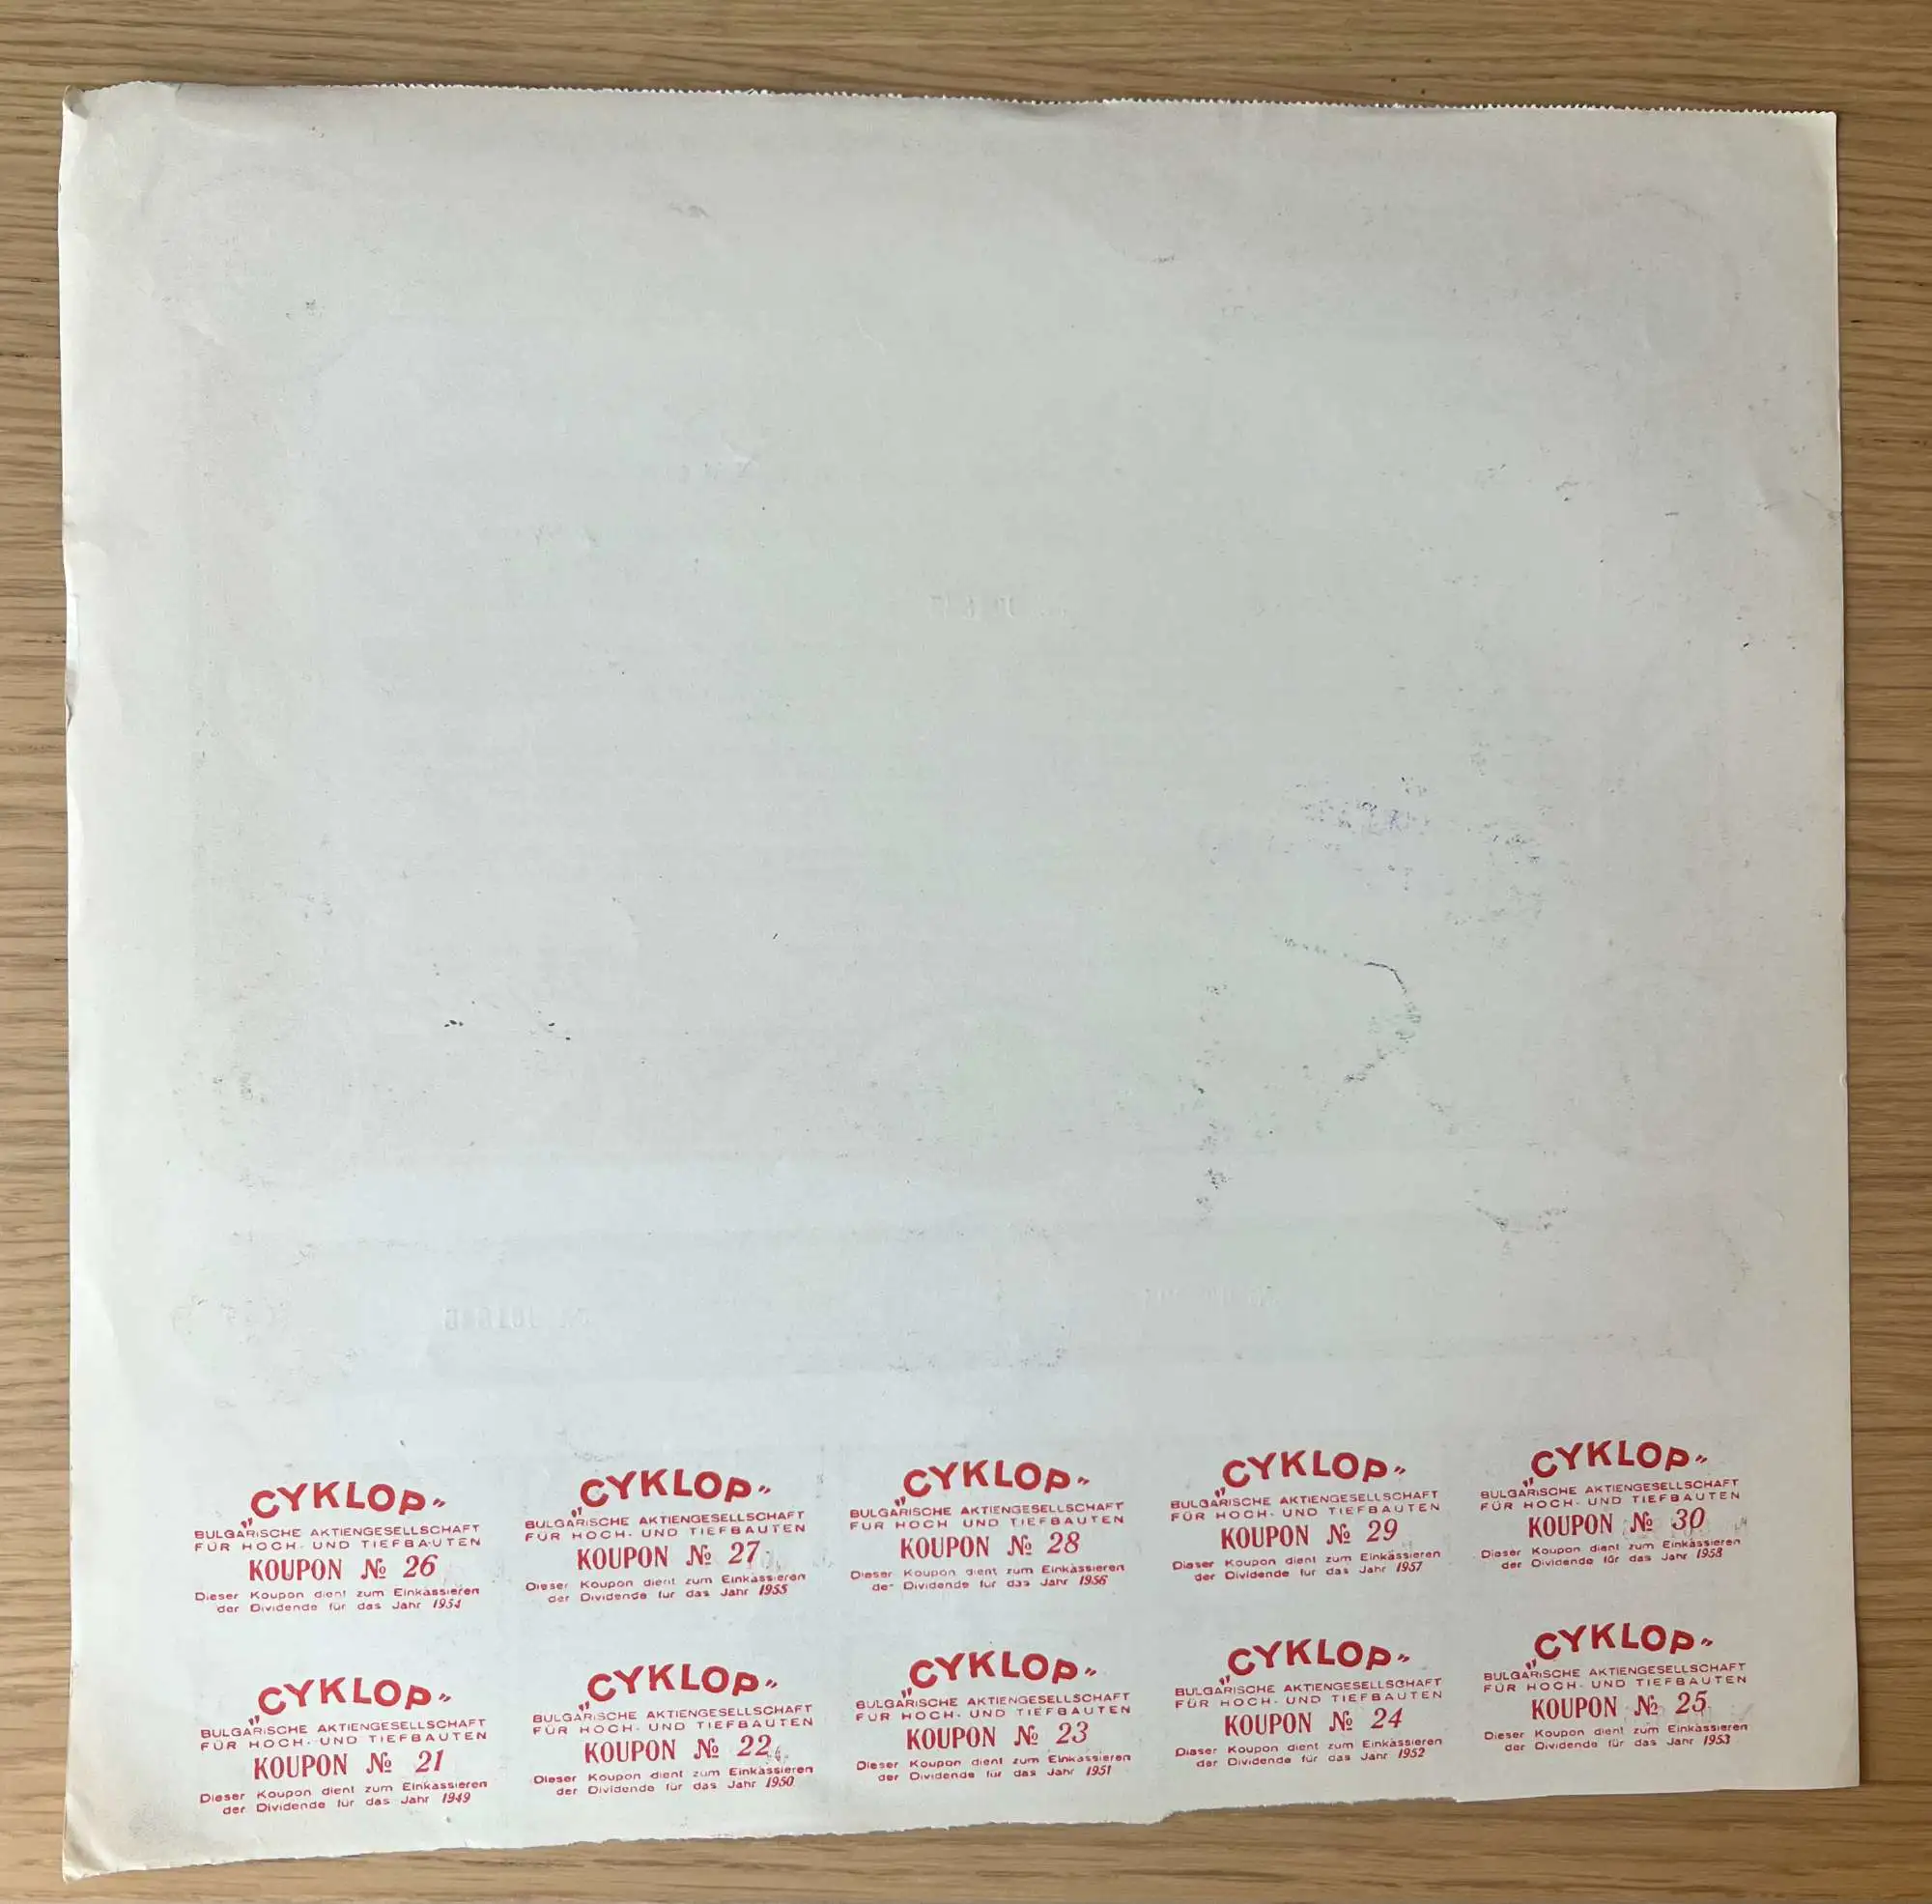 „CYKLOP”
BULGARISCHE AKTIENGESELLSCHAFT
FÜR HOCH- UND TIEFBAUTEN
KOUPON № 26
Dieser Koupon dient zum Einkassieren
der Dividende für das Jahr 1954
„CYKLOP”
BULGARISCHE AKTIENGESELLSCHAFT
FÜR HOCH- UND TIEFBAUTEN
KOUPON № 27
Dieser Koupon dient zum Einkassieren
der Dividende für das Jahr 1955
„CYKLOP”
BULGARISCHE AKTIENGESELLSCHAFT
FÜR HOCH UND TIEFBAUTEN
KOUPON № 28
Dieser Koupon dient zum Einkassieren
der Dividende für das Jahr 1956
„CYKLOP”
BULGARISCHE AKTIENGESELLSCHAFT
FÜR HOCH- UND TIEFBAUTEN
KOUPON № 29
Dieser Koupon dient zum Einkassieren
der Dividende für das Jahr 1957
„CYKLOP”
BULGARISCHE AKTIENGESELLSCHAFT
FÜR HOCH- UND TIEFBAUTEN
KOUPON № 30
Dieser Koupon dient zum Einkassieren
der Dividende für das Jahr 1958
„CYKLOP”
BULGARISCHE AKTIENGESELLSCHAFT
FÜR HOCH- UND TIEFBAUTEN
KOUPON № 21
Dieser Koupon dient zum Einkassieren
der Dividende für das Jahr 1949
„CYKLOP”
BULGARISCHE AKTIENGESELLSCHAFT
FÜR HOCH- UND TIEFBAUTEN
KOUPON № 22
Dieser Koupon dient zum Einkassieren
der Dividende für das Jahr 1950
„CYKLOP”
BULGARISCHE AKTIENGESELLSCHAFT
FÜR HOCH- UND TIEFBAUTEN
KOUPON № 23
Dieser Koupon dient zum Einkassieren
der Dividende für das Jahr 1951
„CYKLOP”
BULGARISCHE AKTIENGESELLSCHAFT
FÜR HOCH- UND TIEFBAUTEN
KOUPON № 24
Dieser Koupon dient zum Einkassieren
der Dividende für das Jahr 1952
„CYKLOP”
BULGARISCHE AKTIENGESELLSCHAFT
FÜR HOCH- UND TIEFBAUTEN
KOUPON № 25
Dieser Koupon dient zum Einkassieren
der Dividende für das Jahr 1953